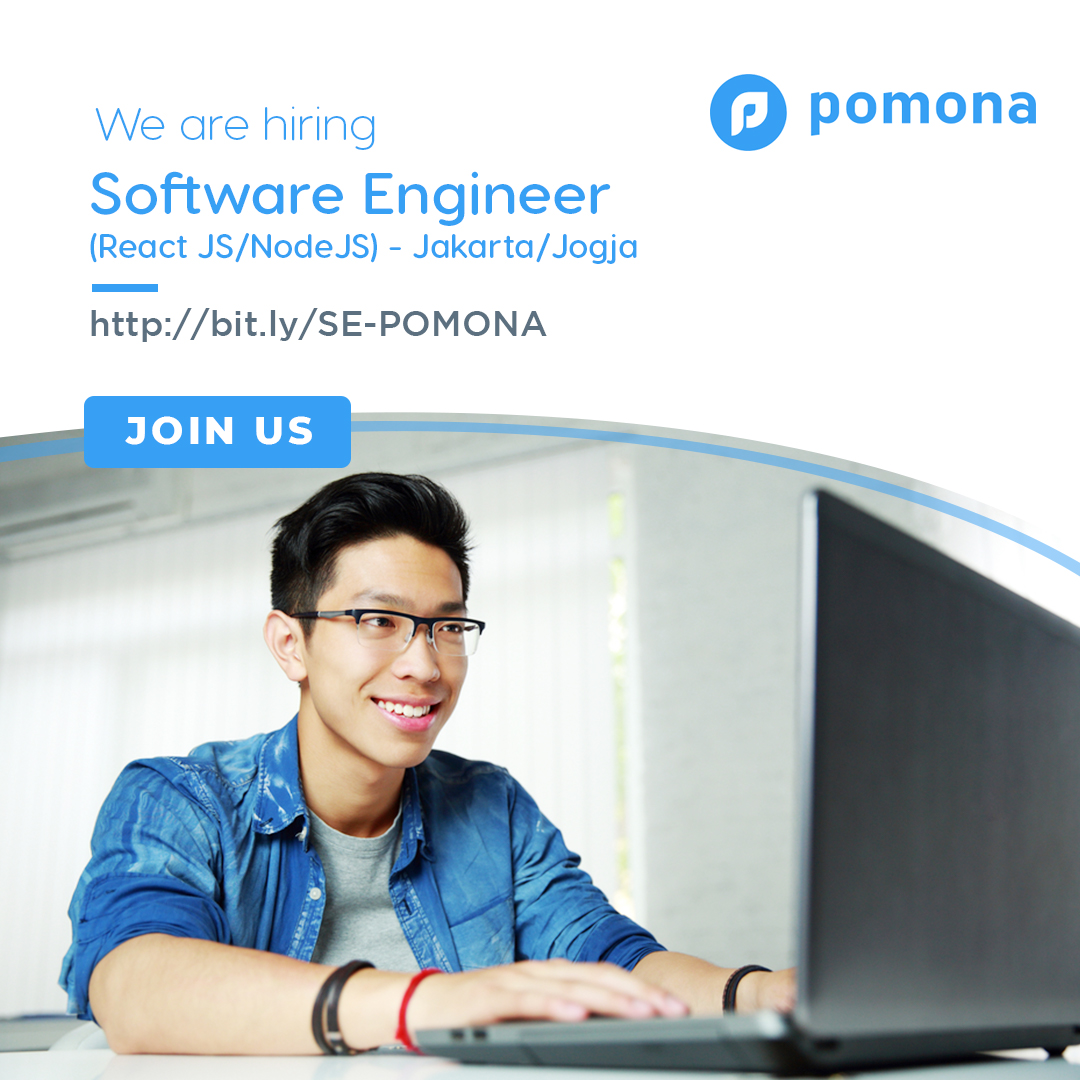 We are hiring
pomona
Software Engineer
(React JS/NodeJS) - Jakarta/Jogja
http://bit.ly/SE-POMONA
JOIN US